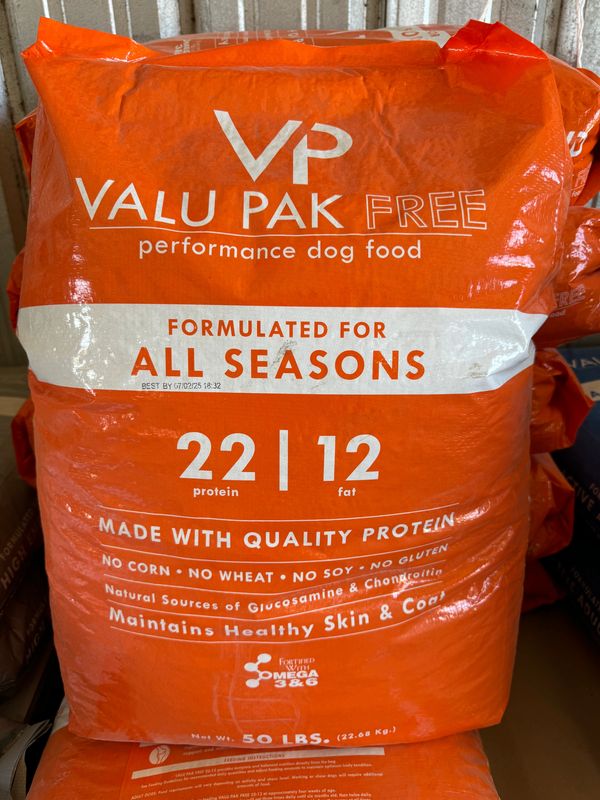 VP
VALU PAK FREE
performance dog food
FORMULATED FOR
ALL SEASONS
BEST BY 07/02/25 18:32
22 | 12
protein fat
MADE WITH QUALITY PROTEIN
NO CORN • NO WHEAT • NO SOY • NO GLUTEN
Natural Sources of Glucosamine & Chondroitin
Maintains Healthy Skin & Coat
FORTIFIED
WITH
OMEGA
3&6
Net Wt. 50 LBS. (22.68 Kg.)
FEEDING INSTRUCTIONS
FREE